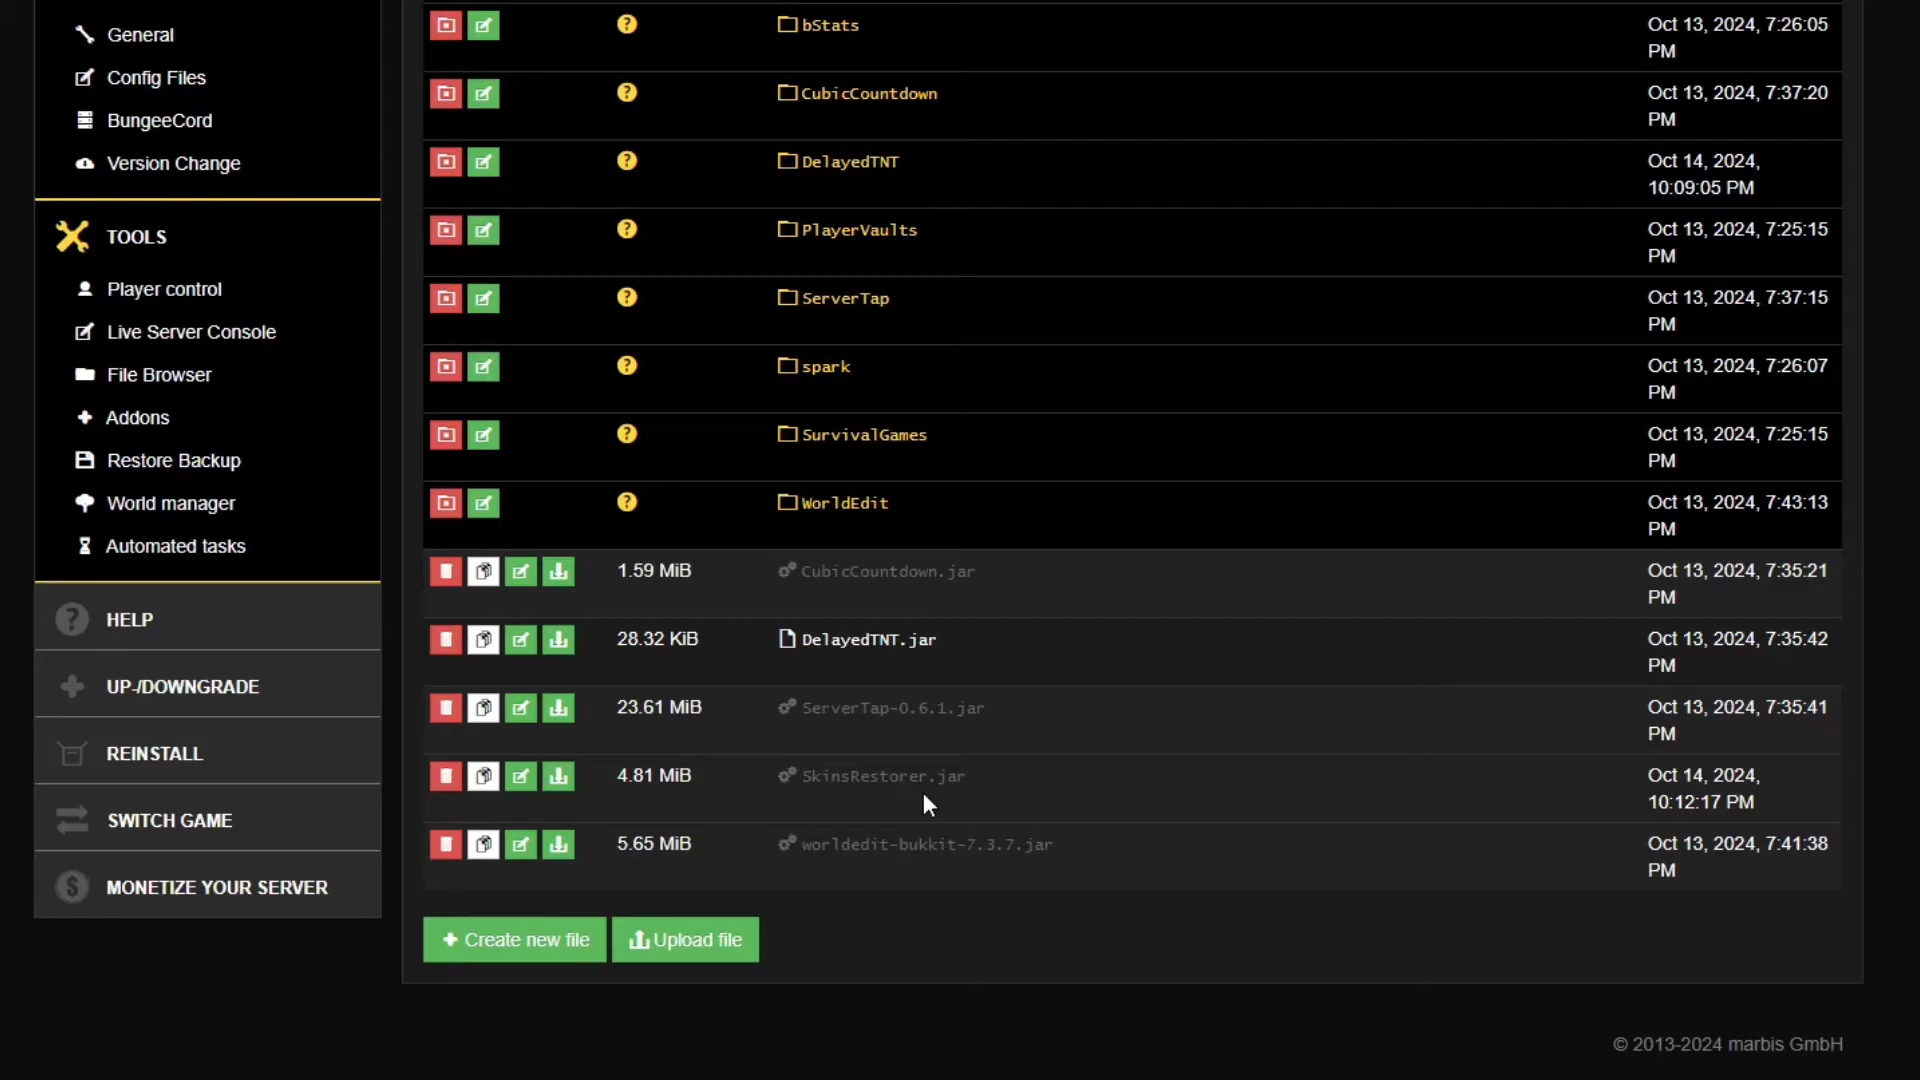 General
Config Files
BungeeCord
Version Change
TOOLS
Player control
Live Server Console
File Browser
Addons
Restore Backup
World manager
Automated tasks
HELP
UP-/DOWNGRADE
REINSTALL
SWITCH GAME
MONETIZE YOUR SERVER
bStats
Oct 13, 2024, 7:26:05
PM
CubicCountdown
Oct 13, 2024, 7:37:20
PM
DelayedTNT
Oct 14, 2024,
10:09:05 PM
PlayerVaults
Oct 13, 2024, 7:25:15
PM
ServerTap
Oct 13, 2024, 7:37:15
PM
spark
Oct 13, 2024, 7:26:07
PM
SurvivalGames
Oct 13, 2024, 7:25:15
PM
WorldEdit
Oct 13, 2024, 7:43:13
PM
1.59 MiB CubicCountdown.jar
Oct 13, 2024, 7:35:21
PM
28.32 KiB DelayedTNT.jar
Oct 13, 2024, 7:35:42
PM
23.61 MiB ServerTap-0.6.1.jar
Oct 13, 2024, 7:35:41
PM
4.81 MiB SkinsRestorer.jar
Oct 14, 2024,
10:12:17 PM
5.65 MiB worldedit-bukkit-7.3.7.jar
Oct 13, 2024, 7:41:38
PM
Create new file
Upload file
© 2013-2024 marbis GmbH